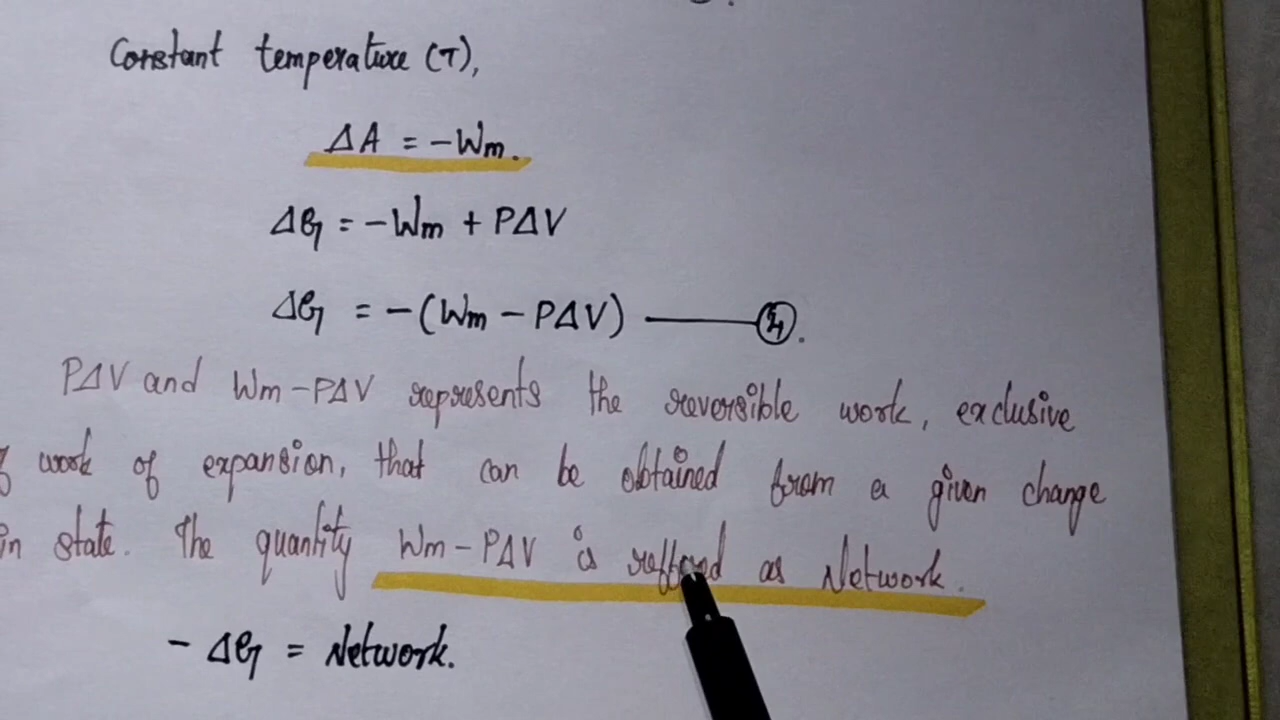 Constant temperature (T),
ΔA = -Wm.
ΔG = -Wm + PΔV
ΔG = -(Wm - PΔV) ④.
PΔV and Wm-PΔV represents the reversible work, exclusive
work of expansion, that can be obtained from a given change
in state. The quantity Wm-PΔV is reffered as Network.
- ΔG = Network.